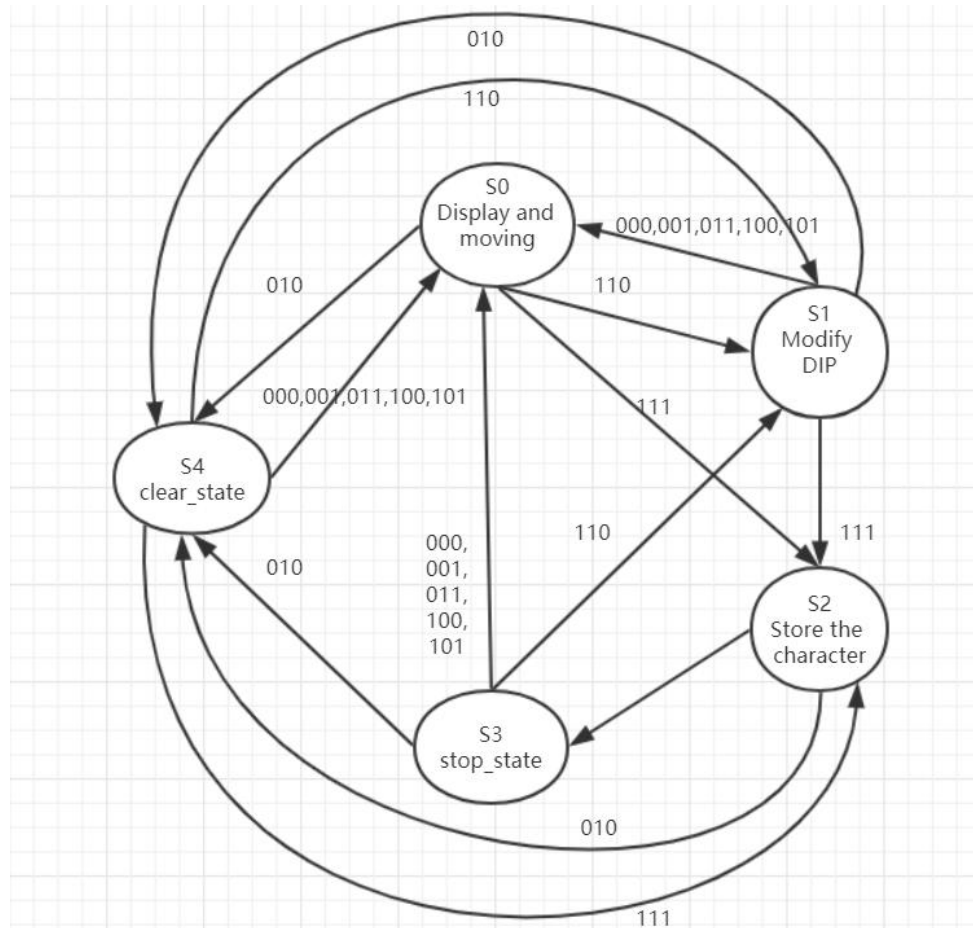 010
110
S0
Display and
moving
000,001,011,100,101
010
110
S1
Modify
DIP
000,001,011,100,101
111
S4
clear_state
110
111
000,
001,
011,
100,
101
010
S2
Store the
character
S3
stop_state
010
111